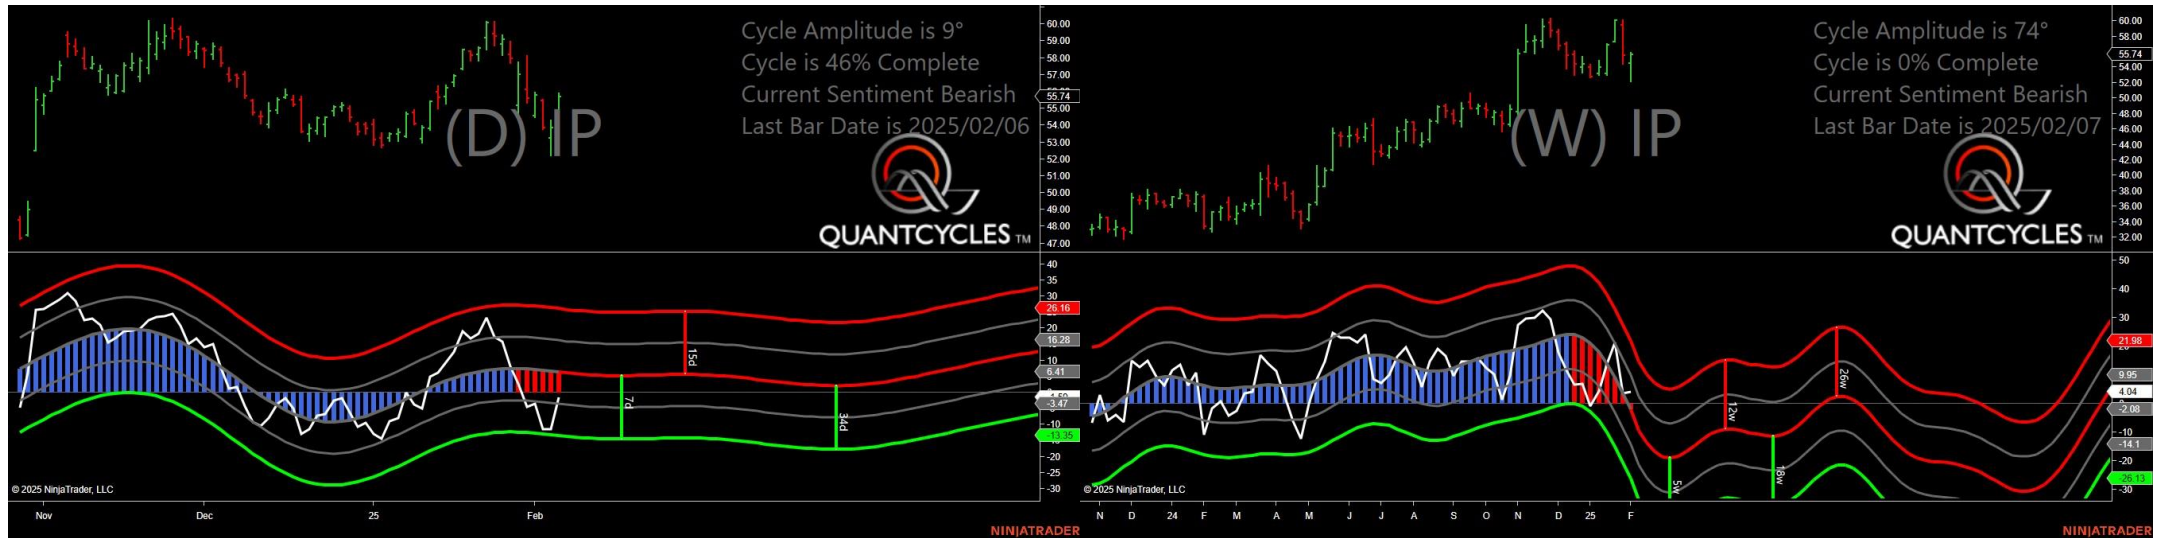 Cycle Amplitude is 9°
Cycle is 46% Complete
Current Sentiment Bearish
Last Bar Date is 2025/02/06
(D) IP
QUANTCYCLES TM
60.00
59.00
58.00
57.00
55.74
55.00
54.00
53.00
52.00
51.00
50.00
49.00
48.00
47.00
40
35
30
26.16
20
16.28
10
6.41
-3.47
-10
-13.35
-20
-25
-30
15d
7d
34d
© 2025 NinjaTrader, LLC
Nov Dec 25 Feb
NINJATRADER
Cycle Amplitude is 74°
Cycle is 0% Complete
Current Sentiment Bearish
Last Bar Date is 2025/02/07
(W) IP
QUANTCYCLES TM
60.00
58.00
55.74
54.00
52.00
50.00
48.00
46.00
44.00
42.00
40.00
38.00
36.00
34.00
32.00
50
40
30
21.98
9.95
4.04
-2.08
-10
-14.1
-20
-26.13
-30
12w
26w
5w
18w
© 2025 NinjaTrader, LLC
N D 24 F M A M J J A S O N D 25 F
NINJATRADER